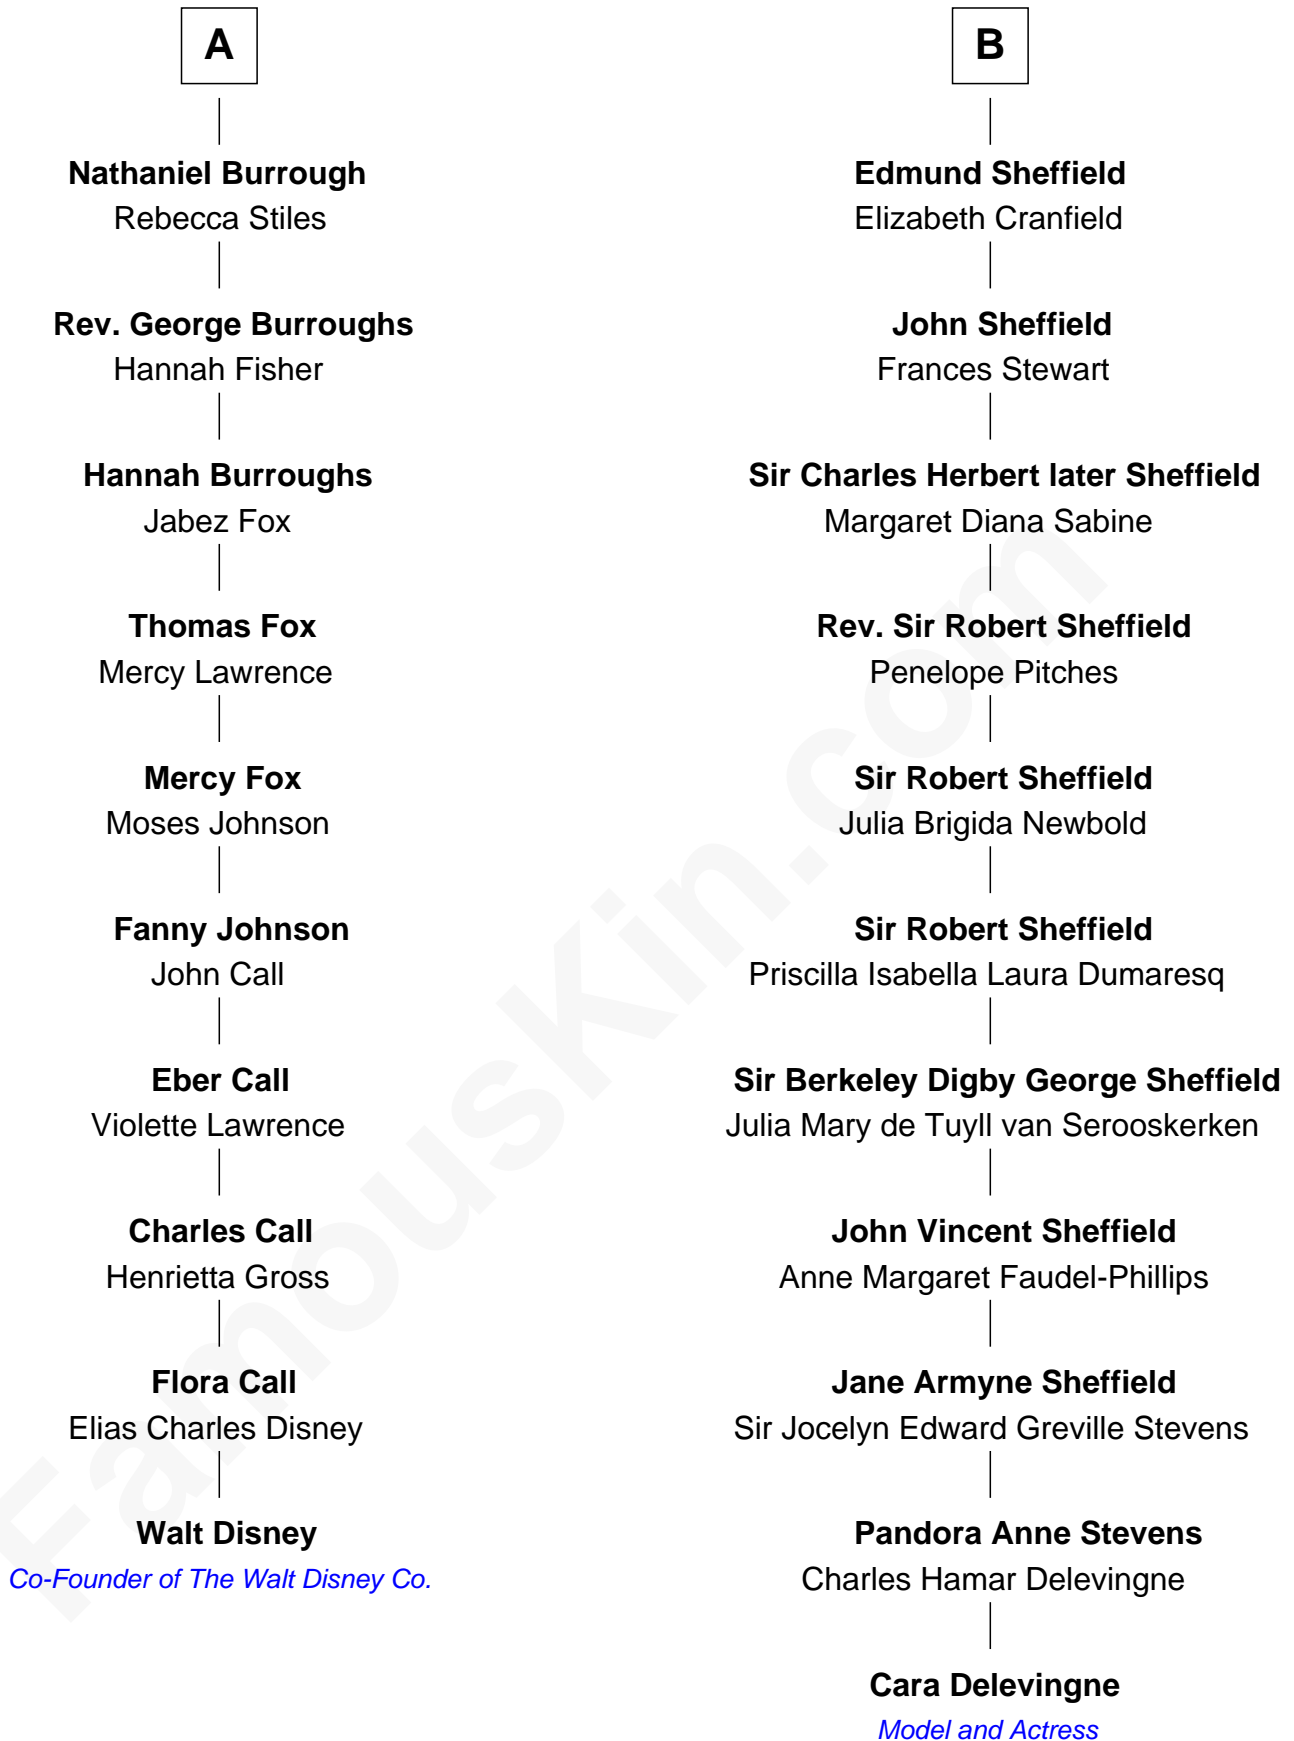 A
Nathaniel Burrough
Rebecca Stiles
Rev. George Burroughs
Hannah Fisher
Hannah Burroughs
Jabez Fox
Thomas Fox
Mercy Lawrence
Mercy Fox
Moses Johnson
Fanny Johnson
John Call
Eber Call
Violette Lawrence
Charles Call
Henrietta Gross
Flora Call
Elias Charles Disney
Walt Disney
Co-Founder of The Walt Disney Co.
B
Edmund Sheffield
Elizabeth Cranfield
John Sheffield
Frances Stewart
Sir Charles Herbert later Sheffield
Margaret Diana Sabine
Rev. Sir Robert Sheffield
Penelope Pitches
Sir Robert Sheffield
Julia Brigida Newbold
Sir Robert Sheffield
Priscilla Isabella Laura Dumaresq
Sir Berkeley Digby George Sheffield
Julia Mary de Tuyll van Serooskerken
John Vincent Sheffield
Anne Margaret Faudel-Phillips
Jane Armyne Sheffield
Sir Jocelyn Edward Greville Stevens
Pandora Anne Stevens
Charles Hamar Delevingne
Cara Delevingne
Model and Actress
FamousKin.com